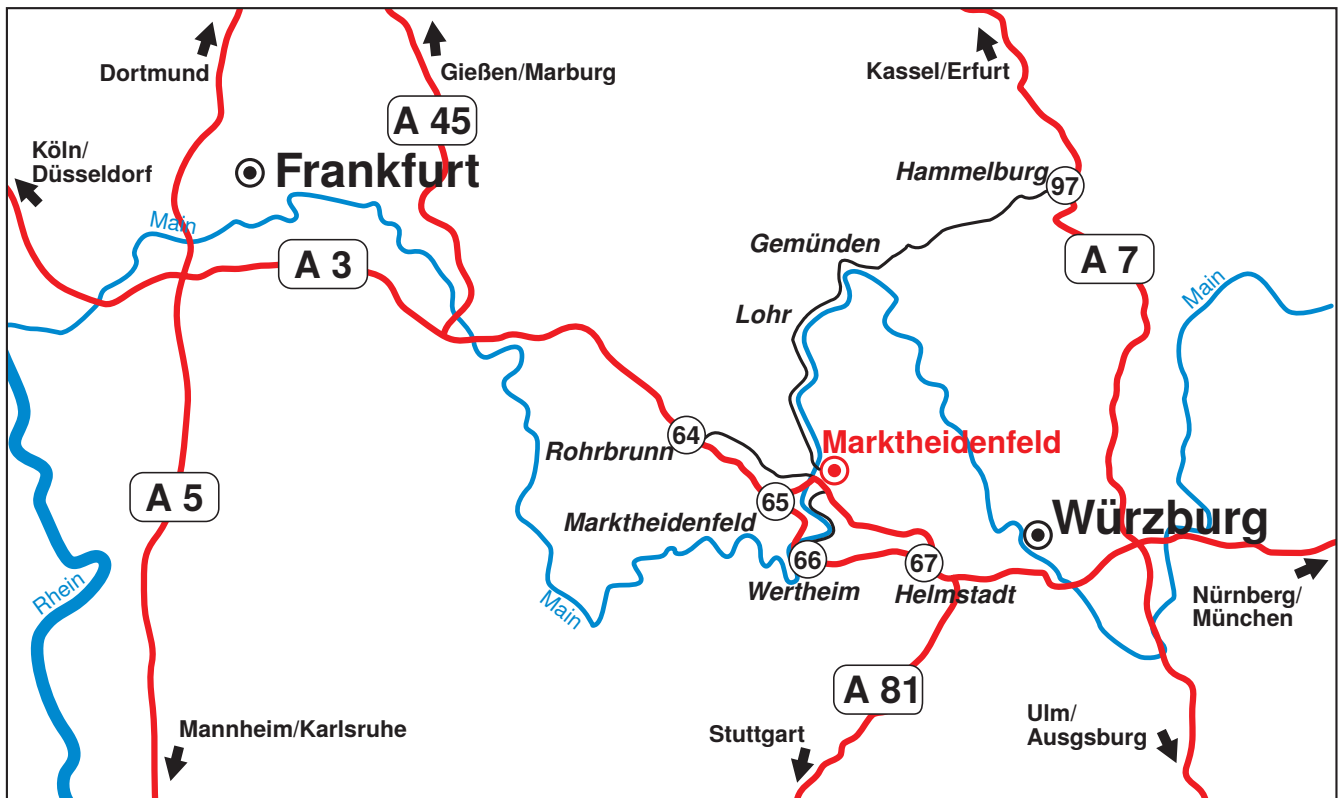 Dortmund
Gießen/Marburg
Kassel/Erfurt
A 45
Köln/
Düsseldorf
Frankfurt
Hammelburg
97
Main
Gemünden
A 3
A 7
Main
Lohr
64
Rohrbrunn
Marktheidenfeld
A 5
65
Marktheidenfeld
Würzburg
66
67
Wertheim
Helmstadt
Rhein
Main
Nürnberg/
München
A 81
Mannheim/Karlsruhe
Stuttgart
Ulm/
Ausgsburg